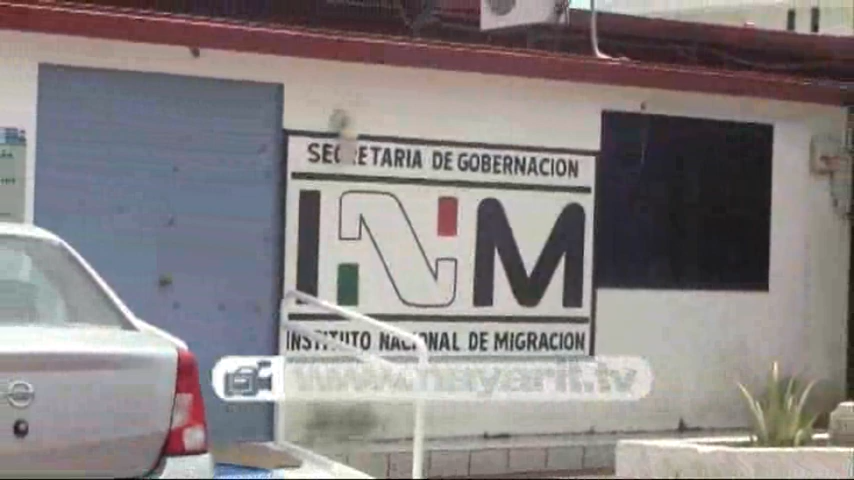 SECRETARIA DE GOBERNACION
INM
INSTITUTO NACIONAL DE MIGRACION
www.nayarit.tv